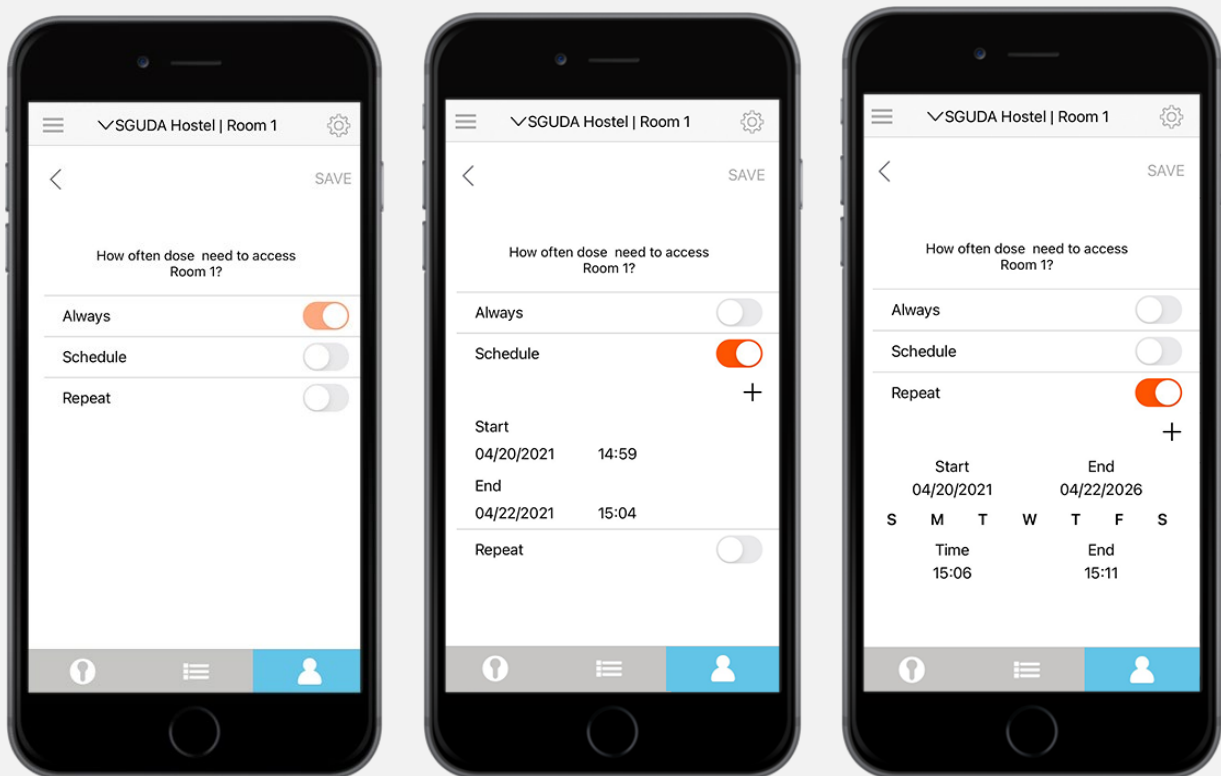 SGUDA Hostel | Room 1
SAVE
How often dose  need to access
Room 1?
Always
Schedule
Repeat
SGUDA Hostel | Room 1
SAVE
How often dose  need to access
Room 1?
Always
Schedule
+
Start
04/20/2021 14:59
End
04/22/2021 15:04
Repeat
SGUDA Hostel | Room 1
SAVE
How often dose  need to access
Room 1?
Always
Schedule
Repeat
+
Start End
04/20/2021 04/22/2026
S M T W T F S
Time End
15:06 15:11